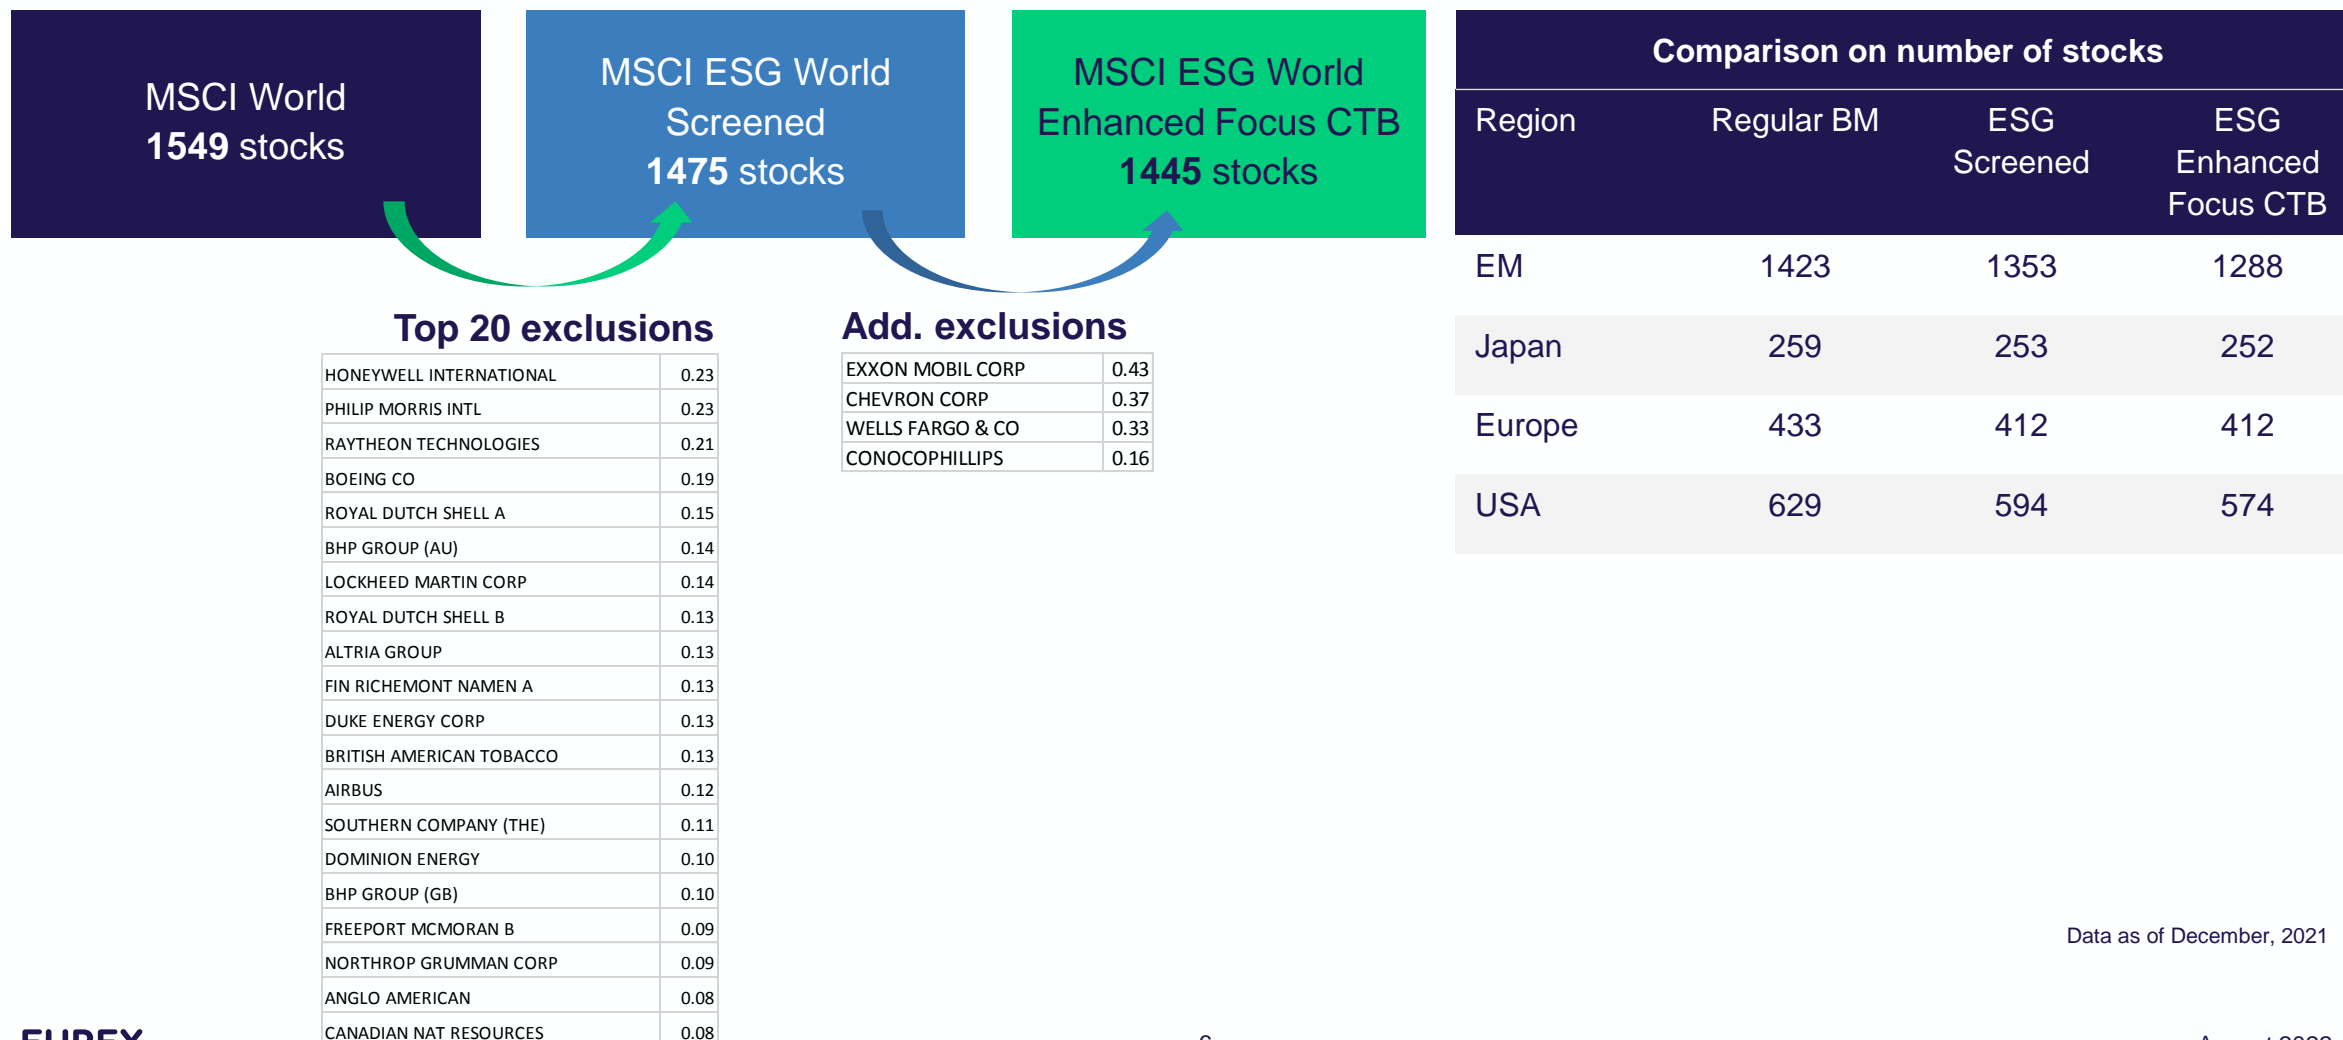 MSCI World
1549 stocks
MSCI ESG World
Screened
1475 stocks
MSCI ESG World
Enhanced Focus CTB
1445 stocks
Top 20 exclusions
HONEYWELL INTERNATIONAL 0.23
PHILIP MORRIS INTL 0.23
RAYTHEON TECHNOLOGIES 0.21
BOEING CO 0.19
ROYAL DUTCH SHELL A 0.15
BHP GROUP (AU) 0.14
LOCKHEED MARTIN CORP 0.14
ROYAL DUTCH SHELL B 0.13
ALTRIA GROUP 0.13
FIN RICHEMONT NAMEN A 0.13
DUKE ENERGY CORP 0.13
BRITISH AMERICAN TOBACCO 0.13
AIRBUS 0.12
SOUTHERN COMPANY (THE) 0.11
DOMINION ENERGY 0.10
BHP GROUP (GB) 0.10
FREEPORT MCMORAN B 0.09
NORTHROP GRUMMAN CORP 0.09
ANGLO AMERICAN 0.08
CANADIAN NAT RESOURCES 0.08
Add. exclusions
EXXON MOBIL CORP 0.43
CHEVRON CORP 0.37
WELLS FARGO & CO 0.33
CONOCOPHILLIPS 0.16
Comparison on number of stocks
Region Regular BM ESG Screened ESG Enhanced Focus CTB
EM 1423 1353 1288
Japan 259 253 252
Europe 433 412 412
USA 629 594 574
Data as of December, 2021
EUREX